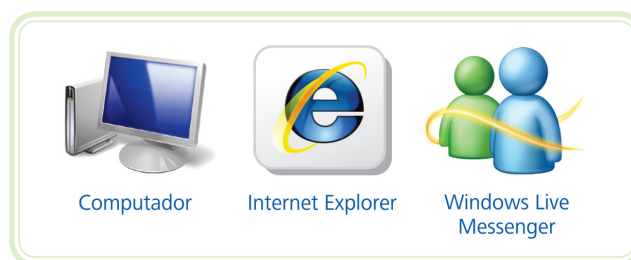 Computador
Internet Explorer
Windows Live
Messenger